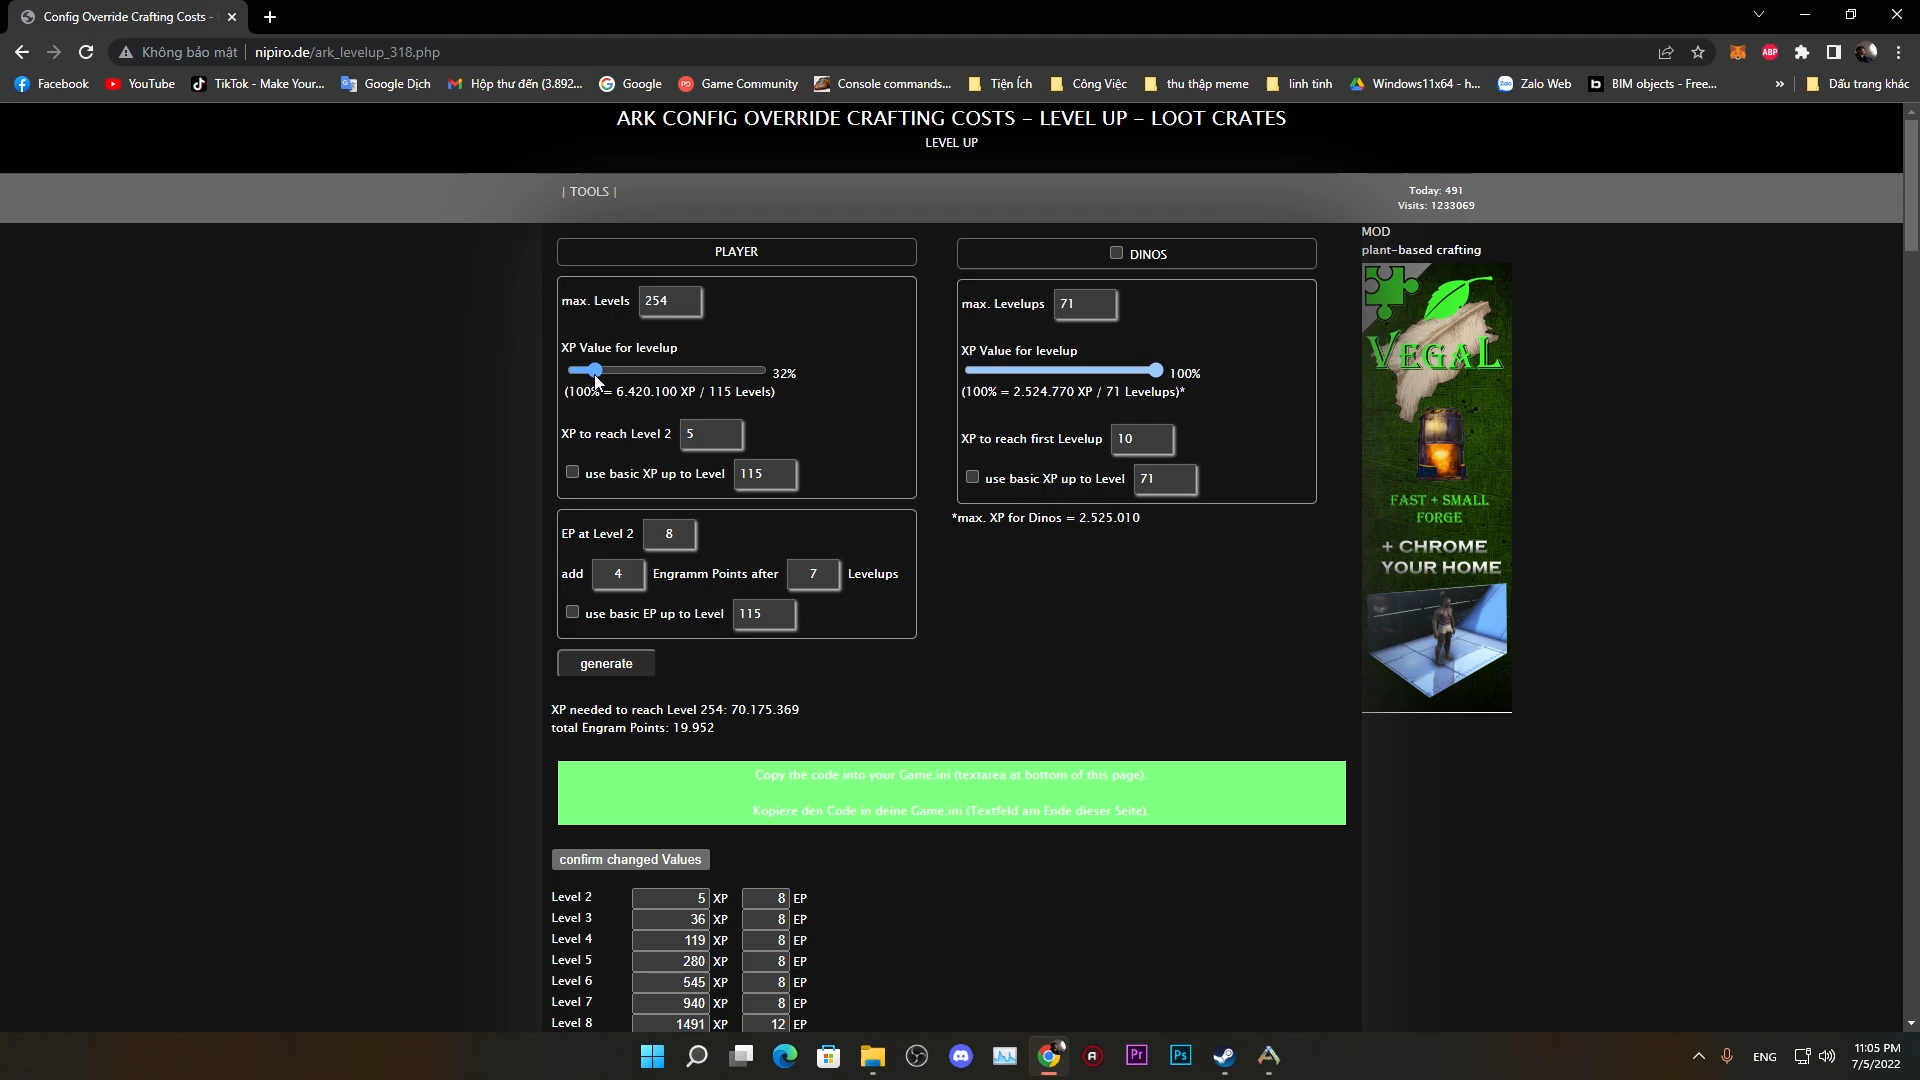 Config Override Crafting Costs -
Không bảo mật
nipiro.de/ark_levelup_318.php
Facebook
YouTube
TikTok - Make Your...
Google Dịch
Hộp thư đến (3.892...
Google
Game Community
Console commands...
Tiện Ích
Công Việc
thu thập meme
linh tinh
Windows11x64 - h...
Zalo Web
BIM objects - Free...
»
Dấu trang khác
ARK CONFIG OVERRIDE CRAFTING COSTS - LEVEL UP - LOOT CRATES
LEVEL UP
| TOOLS |
Today: 491
Visits: 1233069
PLAYER
max. Levels 254
XP Value for levelup
32%
(100% = 6.420.100 XP / 115 Levels)
XP to reach Level 2 5
use basic XP up to Level 115
EP at Level 2 8
add 4 Engramm Points after 7 Levelups
use basic EP up to Level 115
generate
DINOS
max. Levelups 71
XP Value for levelup
100%
(100% = 2.524.770 XP / 71 Levelups)*
XP to reach first Levelup 10
use basic XP up to Level 71
*max. XP for Dinos = 2.525.010
MOD
plant-based crafting
VEGAL
FAST + SMALL
FORGE
+ CHROME
YOUR HOME
XP needed to reach Level 254: 70.175.369
total Engram Points: 19.952
Copy the code into your Game.ini (textarea at bottom of this page).
Kopiere den Code in deine Game.ini (Textfeld am Ende dieser Seite).
confirm changed Values
Level 2 5 XP 8 EP
Level 3 36 XP 8 EP
Level 4 119 XP 8 EP
Level 5 280 XP 8 EP
Level 6 545 XP 8 EP
Level 7 940 XP 8 EP
Level 8 1491 XP 12 EP
Pr
Ps
ENG
11:05 PM
7/5/2022
ABP